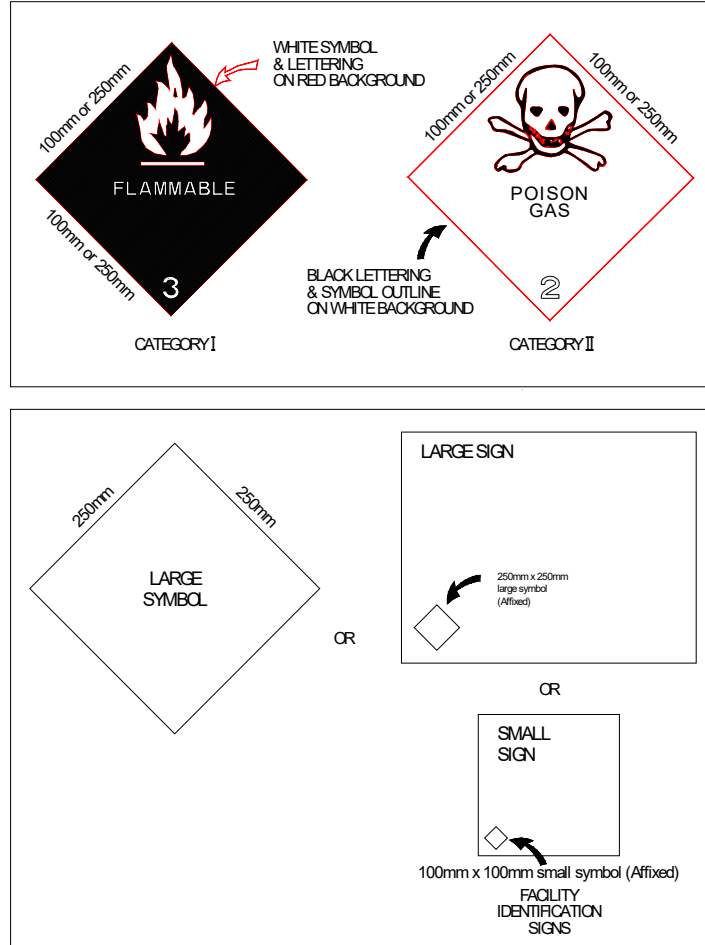 WHITE SYMBOL
& LETTERING
ON RED BACKGROUND
100mm or 250mm
FLAMMABLE
100mm or 250mm
3
CATEGORY I
100mm or 250mm
100mm or 250mm
POISON
GAS
BLACK LETTERING
& SYMBOL OUTLINE
ON WHITE BACKGROUND
2
CATEGORY II
250mm
250mm
LARGE
SYMBOL
OR
LARGE SIGN
250mm x 250mm
large symbol
(Affixed)
OR
SMALL
SIGN
100mm x 100mm small symbol (Affixed)
FACILITY
IDENTIFICATION
SIGNS